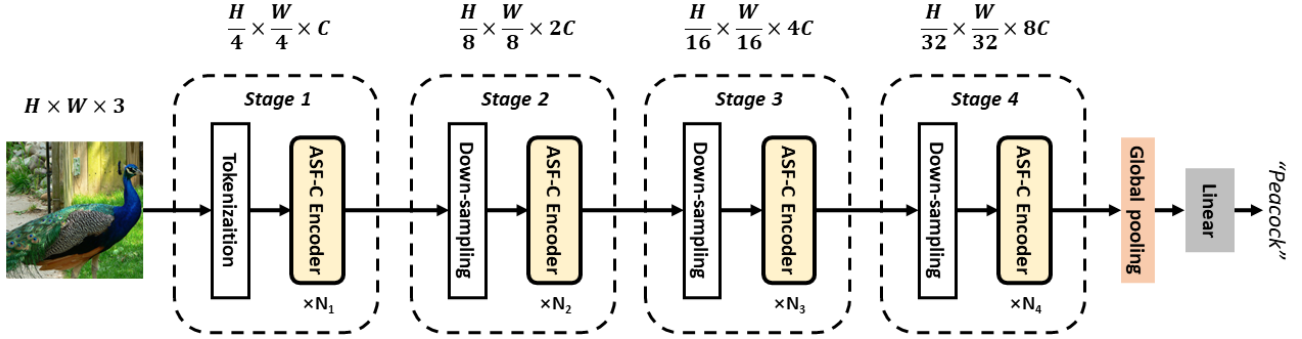 H/4 × W/4 × C
H/8 × W/8 × 2C
H/16 × W/16 × 4C
H/32 × W/32 × 8C
H × W × 3
Stage 1
Tokenizaition
ASF-C Encoder
×N₁
Stage 2
Down-sampling
ASF-C Encoder
×N₂
Stage 3
Down-sampling
ASF-C Encoder
×N₃
Stage 4
Down-sampling
ASF-C Encoder
×N₄
Global pooling
Linear
“Peacock”